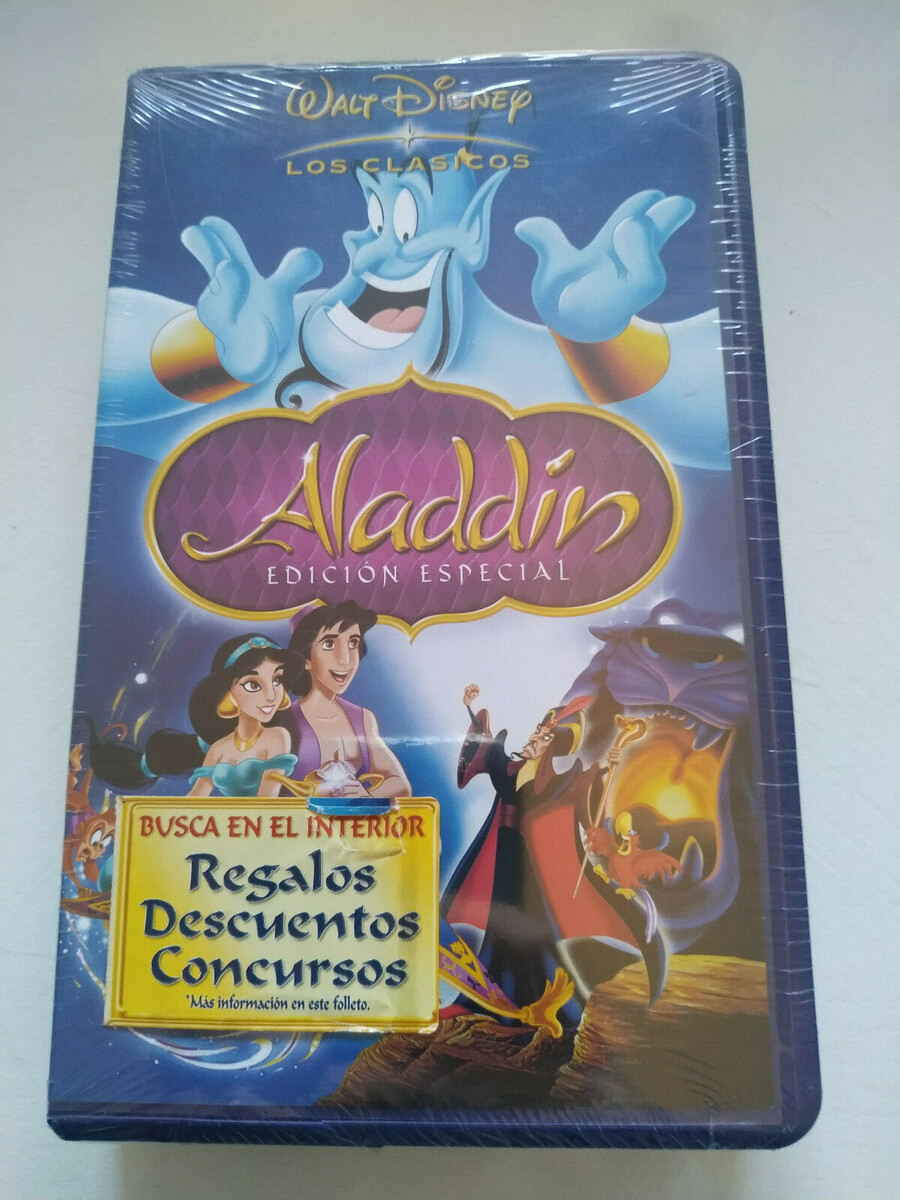 WALT DISNEY
LOS CLASICOS
Aladdin
EDICIÓN ESPECIAL
BUSCA EN EL INTERIOR
Regalos
Descuentos
Concursos
*Más información en este folleto.